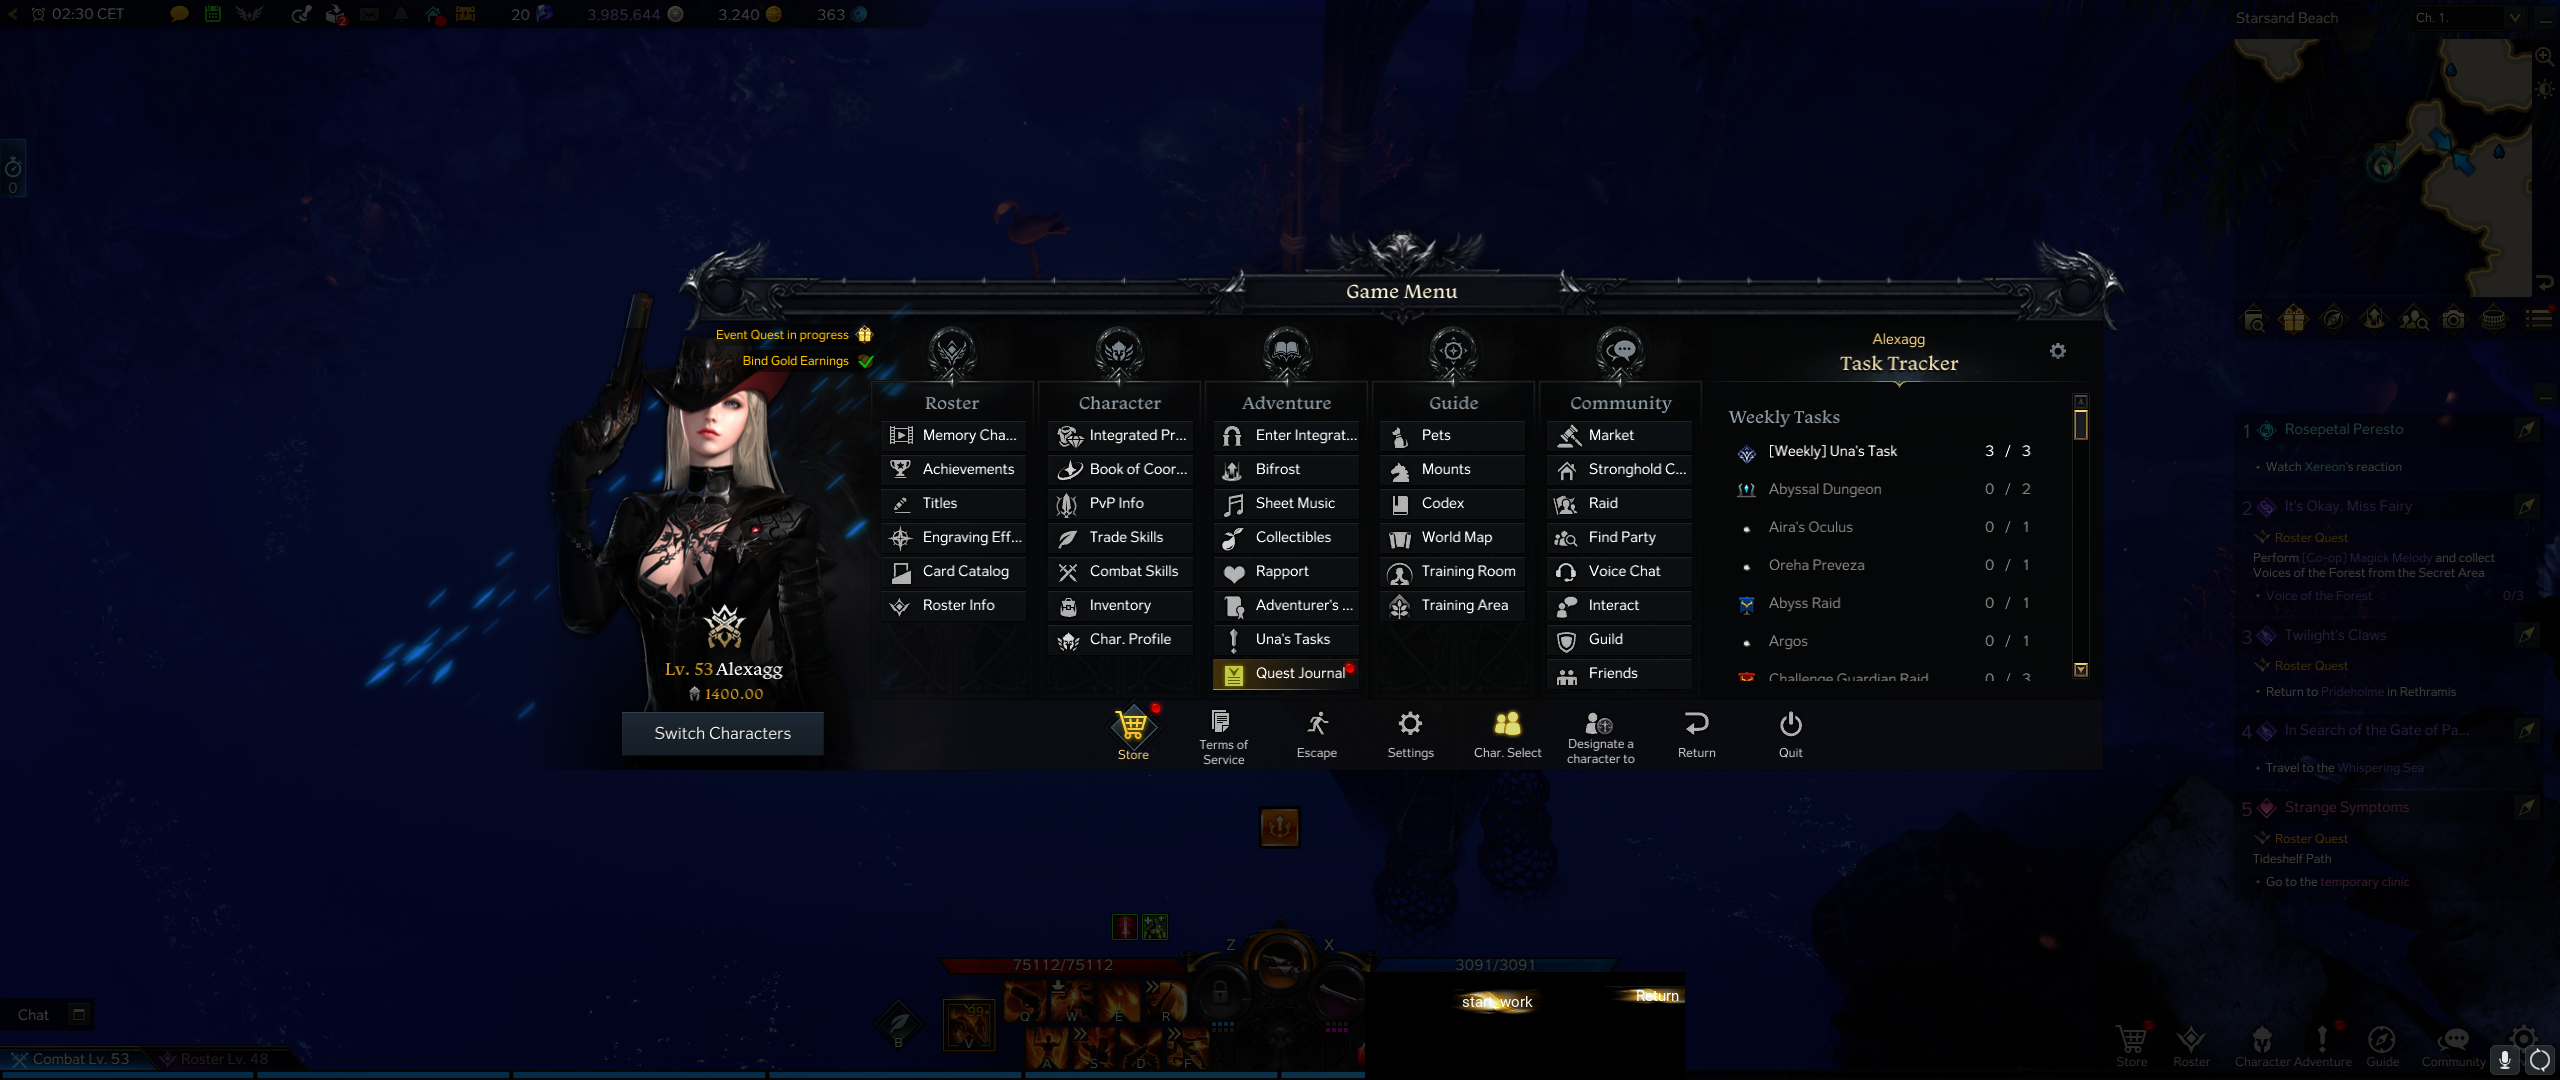 02:30 CET
2
20
3,985,644
3,240
363
Starsand Beach
Ch. 1.
0
Game Menu
Event Quest in progress
Bind Gold Earnings
Lv. 53 Alexagg
1400.00
Switch Characters
Roster
Memory Cha...
Achievements
Titles
Engraving Eff...
Card Catalog
Roster Info
Character
Integrated Pr...
Book of Coor...
PvP Info
Trade Skills
Combat Skills
Inventory
Char. Profile
Adventure
Enter Integrat...
Bifrost
Sheet Music
Collectibles
Rapport
Adventurer's ...
Una's Tasks
Quest Journal
Guide
Pets
Mounts
Codex
World Map
Training Room
Training Area
Community
Market
Stronghold C...
Raid
Find Party
Voice Chat
Interact
Guild
Friends
Alexagg
Task Tracker
Weekly Tasks
[Weekly] Una's Task 3 / 3
Abyssal Dungeon 0 / 2
Aira's Oculus 0 / 1
Oreha Preveza 0 / 1
Abyss Raid 0 / 1
Argos 0 / 1
Challenge Guardian Raid 0 / 3
Store
Terms of
Service
Escape
Settings
Char. Select
Designate a
character to
Return
Quit
1 Rosepetal Peresto
• Watch Xereon's reaction
2 It's Okay, Miss Fairy
Roster Quest
Perform [Co-op] Magick Melody and collect
Voices of the Forest from the Secret Area
• Voice of the Forest 0/3
3 Twilight's Claws
Roster Quest
• Return to Prideholme in Rethramis
4 In Search of the Gate of Pa...
• Travel to the Whispering Sea
5 Strange Symptoms
Roster Quest
Tideshelf Path
• Go to the temporary clinic
Z X
75112/75112
3091/3091
Q W E R
A S D F
B
V
start_work
Return
Chat
Combat Lv. 53
Roster Lv. 48
Store
Roster
Character
Adventure
Guide
Community